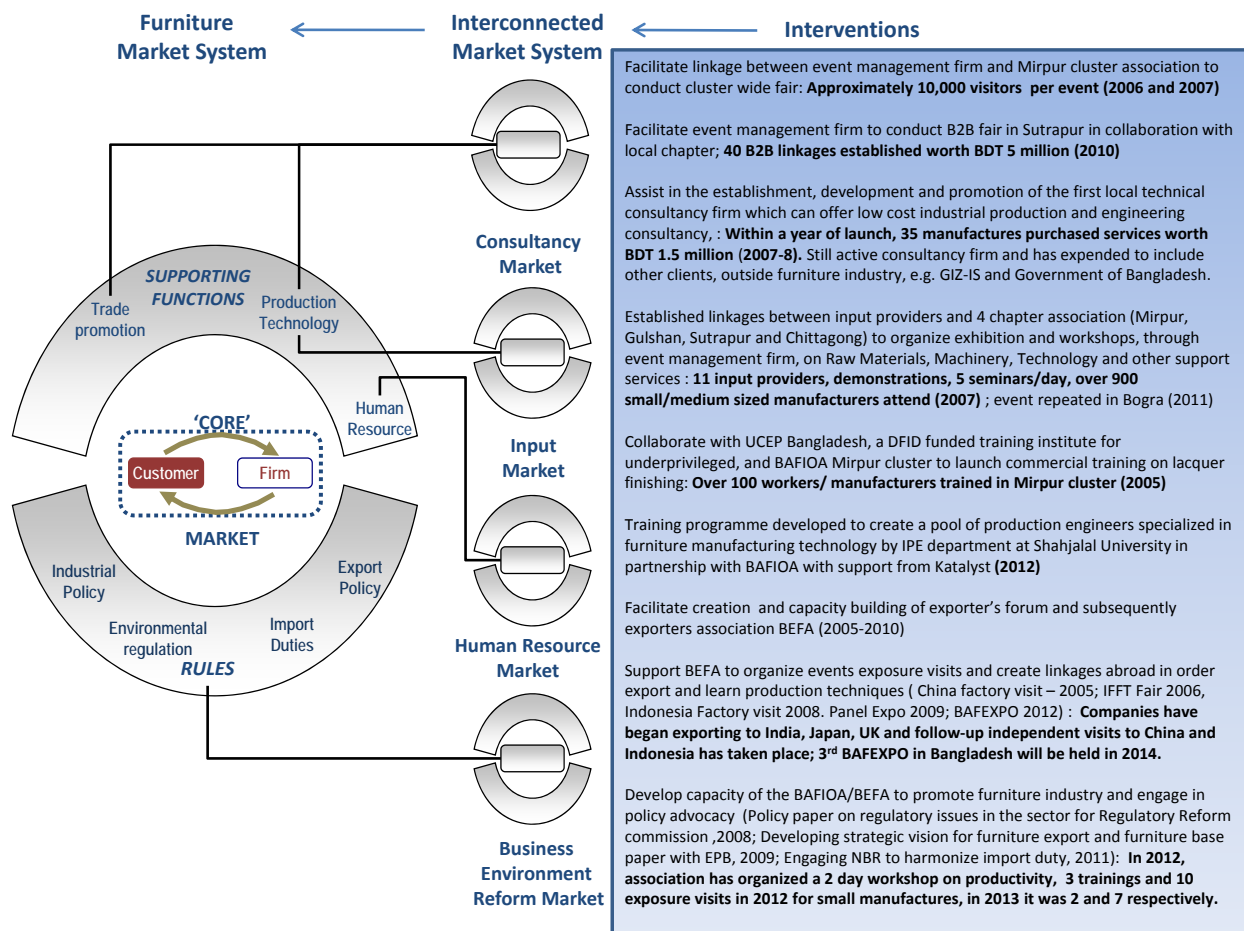 Furniture
Market System
Interconnected
Market System
Interventions
SUPPORTING
FUNCTIONS
Trade
promotion
Production
Technology
Human
Resource
'CORE'
Customer
Firm
MARKET
Industrial
Policy
Environmental
regulation
Import
Duties
Export
Policy
RULES
Consultancy
Market
Input
Market
Human Resource
Market
Business
Environment
Reform Market
Facilitate linkage between event management firm and Mirpur cluster association to
conduct cluster wide fair: Approximately 10,000 visitors per event (2006 and 2007)
Facilitate event management firm to conduct B2B fair in Sutrapur in collaboration with
local chapter; 40 B2B linkages established worth BDT 5 million (2010)
Assist in the establishment, development and promotion of the first local technical
consultancy firm which can offer low cost industrial production and engineering
consultancy, : Within a year of launch, 35 manufactures purchased services worth
BDT 1.5 million (2007-8). Still active consultancy firm and has expended to include
other clients, outside furniture industry, e.g. GIZ-IS and Government of Bangladesh.
Established linkages between input providers and 4 chapter association (Mirpur,
Gulshan, Sutrapur and Chittagong) to organize exhibition and workshops, through
event management firm, on Raw Materials, Machinery, Technology and other support
services : 11 input providers, demonstrations, 5 seminars/day, over 900
small/medium sized manufacturers attend (2007) ; event repeated in Bogra (2011)
Collaborate with UCEP Bangladesh, a DFID funded training institute for
underprivileged, and BAFIOA Mirpur cluster to launch commercial training on lacquer
finishing: Over 100 workers/ manufacturers trained in Mirpur cluster (2005)
Training programme developed to create a pool of production engineers specialized in
furniture manufacturing technology by IPE department at Shahjalal University in
partnership with BAFIOA with support from Katalyst (2012)
Facilitate creation and capacity building of exporter's forum and subsequently
exporters association BEFA (2005-2010)
Support BEFA to organize events exposure visits and create linkages abroad in order
export and learn production techniques ( China factory visit – 2005; IFFT Fair 2006,
Indonesia Factory visit 2008. Panel Expo 2009; BAFEXPO 2012) : Companies have
began exporting to India, Japan, UK and follow-up independent visits to China and
Indonesia has taken place; 3rd BAFEXPO in Bangladesh will be held in 2014.
Develop capacity of the BAFIOA/BEFA to promote furniture industry and engage in
policy advocacy (Policy paper on regulatory issues in the sector for Regulatory Reform
commission ,2008; Developing strategic vision for furniture export and furniture base
paper with EPB, 2009; Engaging NBR to harmonize import duty, 2011): In 2012,
association has organized a 2 day workshop on productivity, 3 trainings and 10
exposure visits in 2012 for small manufactures, in 2013 it was 2 and 7 respectively.